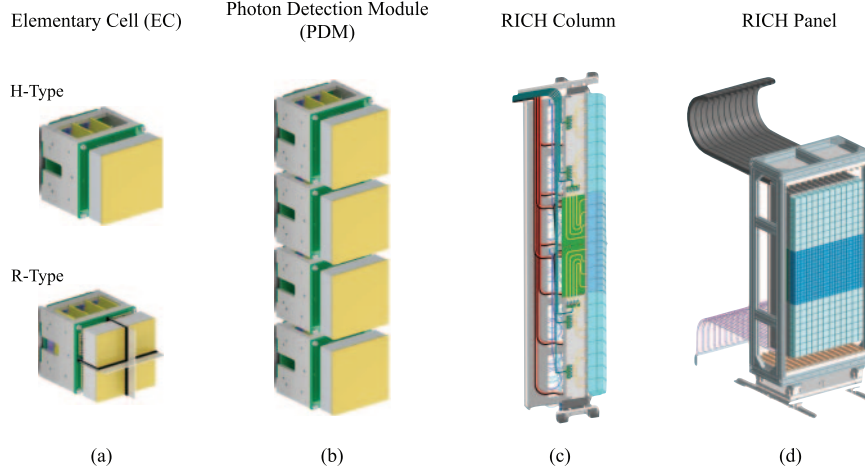 Elementary Cell (EC)
Photon Detection Module
(PDM)
RICH Column
RICH Panel
H-Type
R-Type
(a)
(b)
(c)
(d)